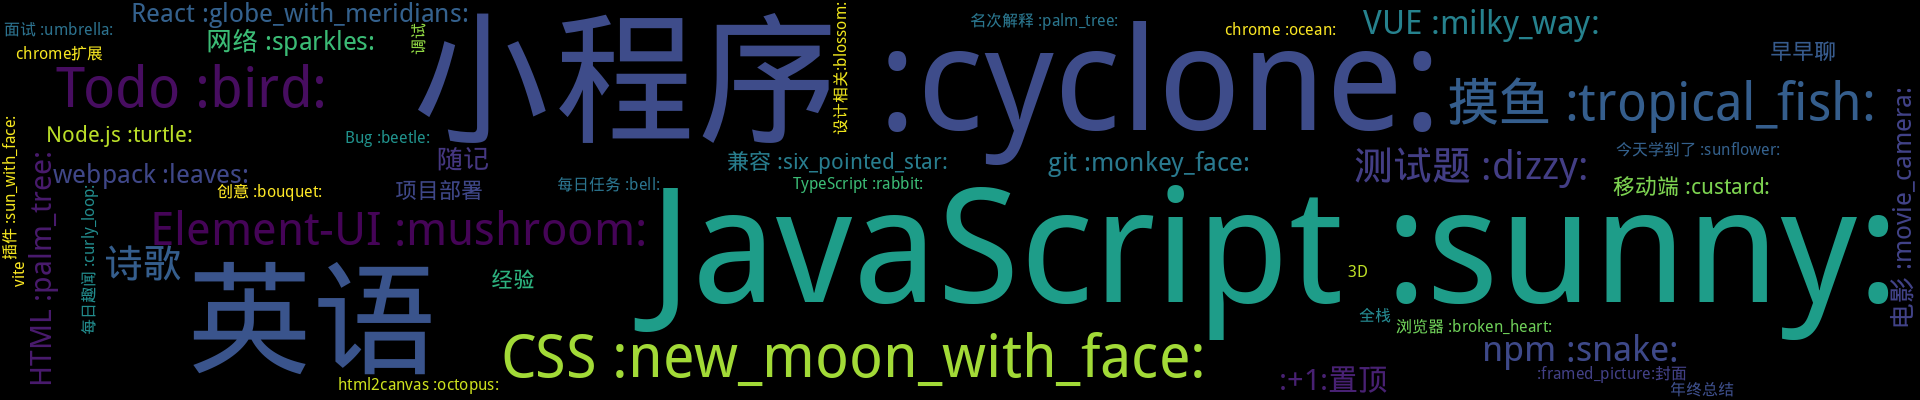 React :globe_with_meridians:
面试 :umbrella:
网络 :sparkles:
chrome扩展
调试
小程序 :cyclone:
设计相关:blossom:
名次解释 :palm_tree:
chrome :ocean:
VUE :milky_way:
早早聊
Todo :bird:
摸鱼 :tropical_fish:
Node.js :turtle:
Bug :beetle:
随记
兼容 :six_pointed_star:
git :monkey_face:
测试题 :dizzy:
今天学到了 :sunflower:
webpack :leaves:
创意 :bouquet:
项目部署
每日任务 :bell:
TypeScript :rabbit:
移动端 :custard:
插件 :sun_with_face:
HTML :palm_tree:
每日趣闻 :curly_loop:
Element-UI :mushroom:
JavaScript :sunny:
电影 :movie_camera:
诗歌
vite
英语
经验
3D
全栈
浏览器 :broken_heart:
CSS :new_moon_with_face:
npm :snake:
html2canvas :octopus:
:+1:置顶
:framed_picture:封面
年终总结